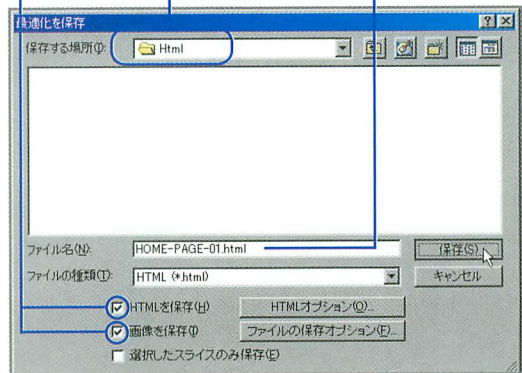 最適化を保存
保存する場所(I): Html
ファイル名(N): HOME-PAGE-01.html 保存(S)
ファイルの種類(T): HTML (*.html) キャンセル
HTMLを保存(H) HTMLオプション(O)...
画像を保存(I) ファイルの保存オプション(F)...
選択したスライスのみ保存(E)